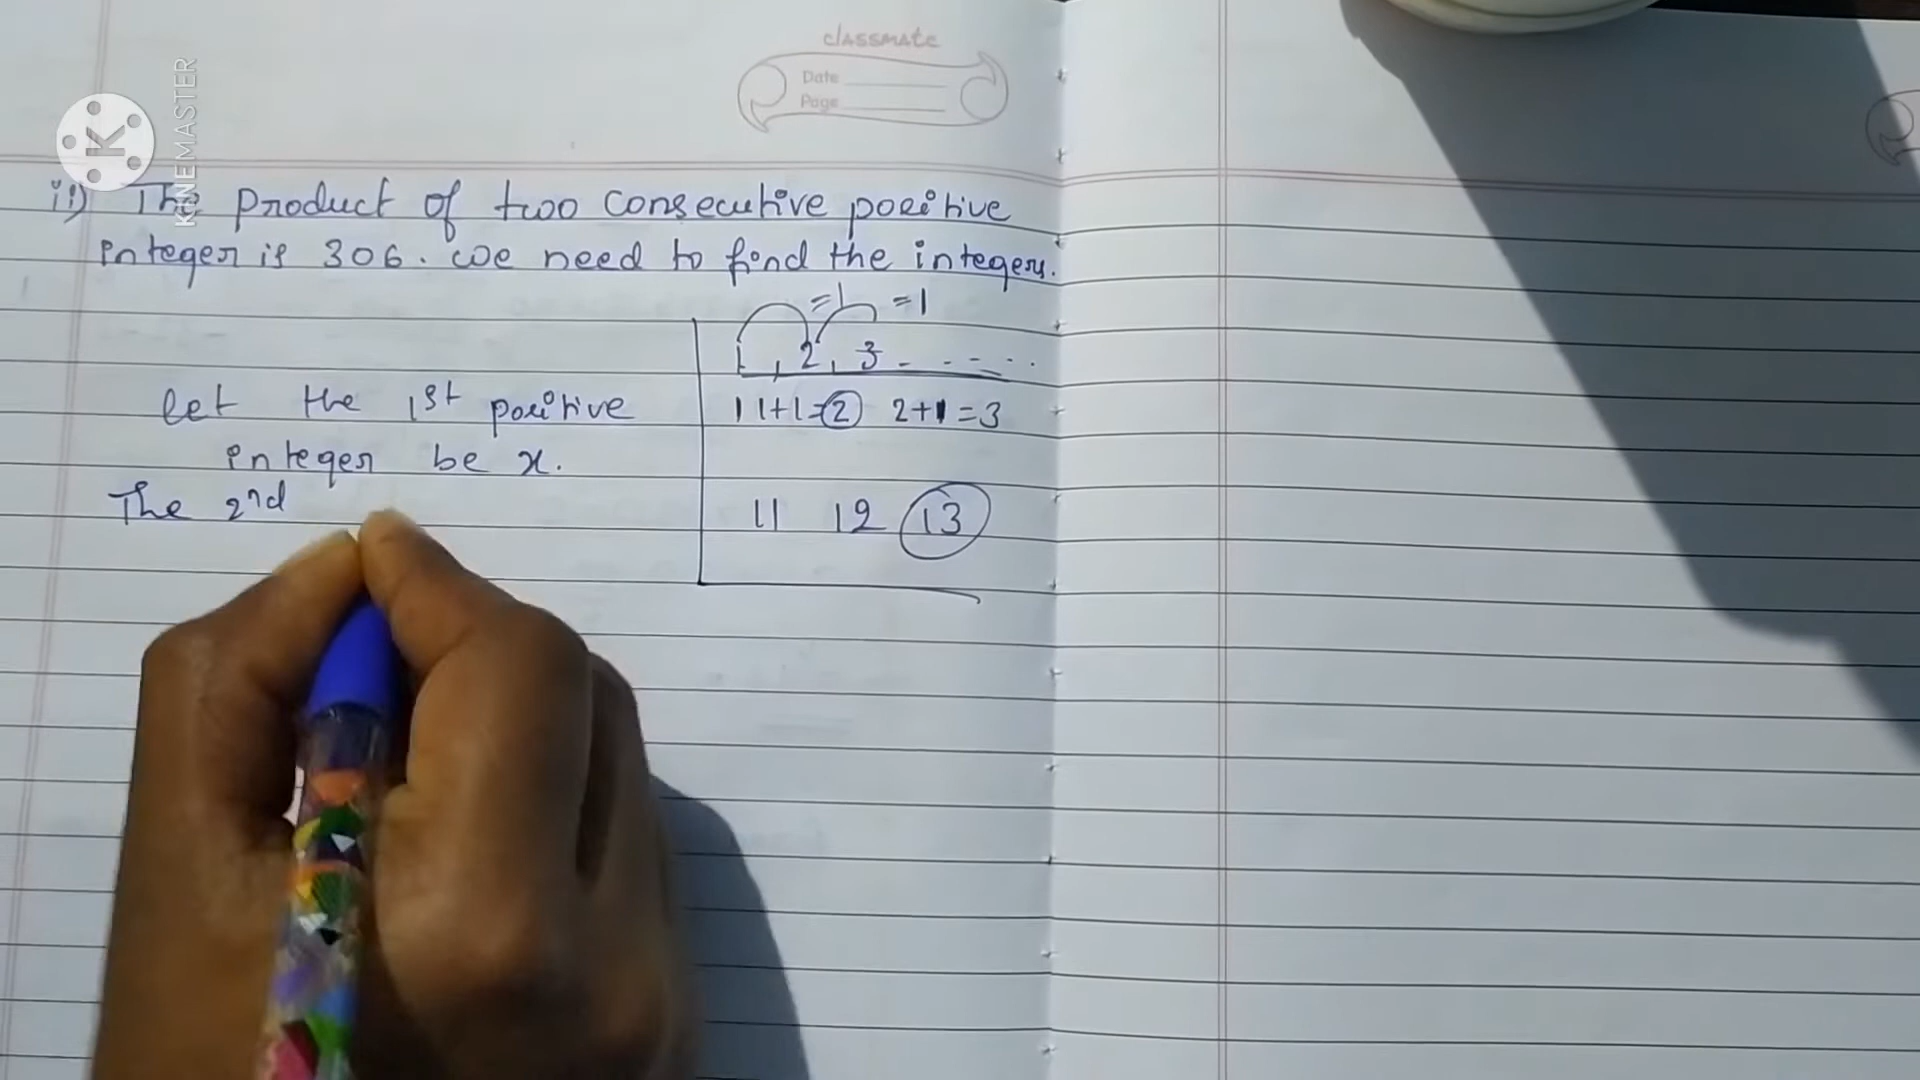 classmate
Date
Page
KINEMASTER
ii) The product of two consecutive positive
integer is 306. we need to find the integers.
=1 =1
1, 2, 3 - - - - . .
1 1+1=2 2+1=3
let the 1st positive
integer be x.
The 2nd
11 12 13